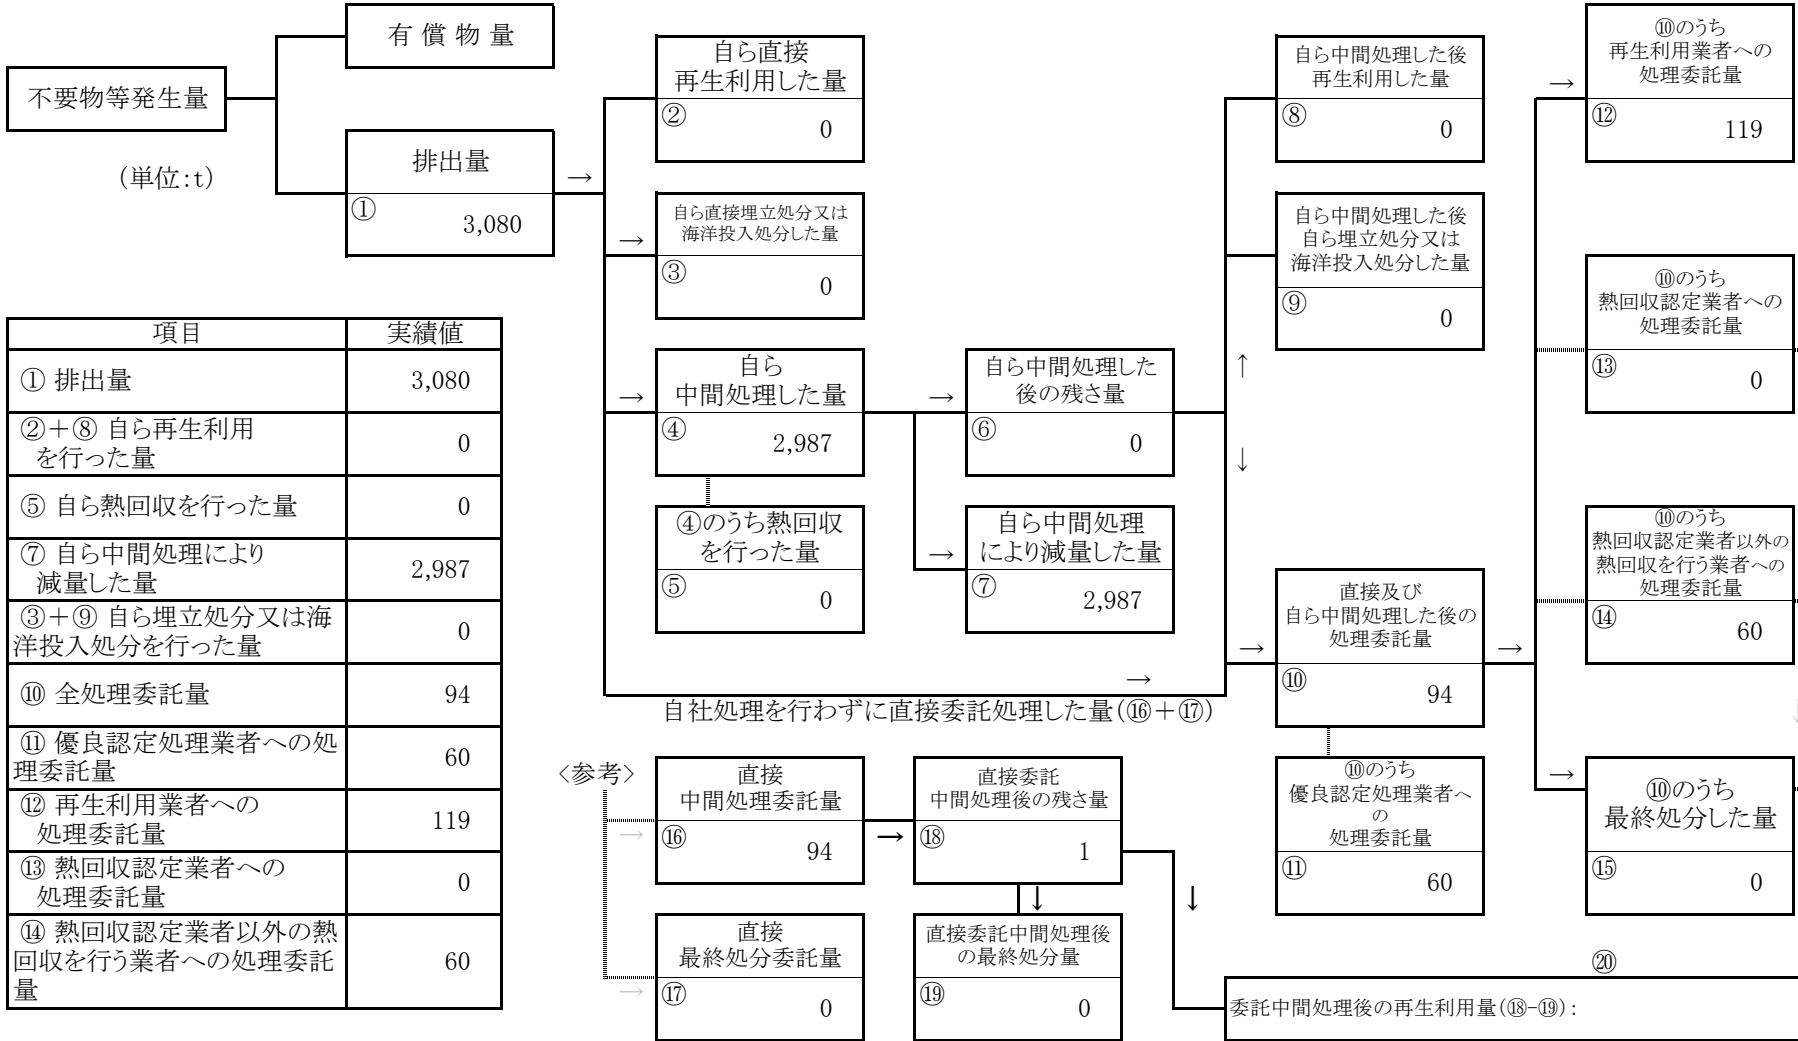 有 償 物 量
不要物等発生量
(単位:t)
排出量
①
3,080
→
自ら直接
再生利用した量
②
0
→
自ら直接埋立処分又は
海洋投入処分した量
③
0
→
自ら
中間処理した量
④
2,987
④のうち熱回収
を行った量
⑤
0
→
自ら中間処理した
後の残さ量
⑥
0
→
自ら中間処理
により減量した量
⑦
2,987
自ら中間処理した後
再生利用した量
⑧
0
自ら中間処理した後
自ら埋立処分又は
海洋投入処分した量
⑨
0
↑
↓
→
自社処理を行わずに直接委託処理した量(⑯+⑰)
→
直接及び
自ら中間処理した後の
処理委託量
⑩
94
⑩のうち
優良認定処理業者へ
の
処理委託量
⑪
60
→
→
⑩のうち
再生利用業者への
処理委託量
⑫
119
⑩のうち
熱回収認定業者への
処理委託量
⑬
0
⑩のうち
熱回収認定業者以外の
熱回収を行う業者への
処理委託量
⑭
60
↓
→
⑩のうち
最終処分した量
⑮
0
項目 実績値
① 排出量 3,080
②+⑧ 自ら再生利用
を行った量 0
⑤ 自ら熱回収を行った量 0
⑦ 自ら中間処理により
減量した量 2,987
③+⑨ 自ら埋立処分又は海
洋投入処分を行った量 0
⑩ 全処理委託量 94
⑪ 優良認定処理業者への処
理委託量 60
⑫ 再生利用業者への
処理委託量 119
⑬ 熱回収認定業者への
処理委託量 0
⑭ 熱回収認定業者以外の熱
回収を行う業者への処理委託
量 60
<参考>
→
直接
中間処理委託量
⑯
94
→
直接委託
中間処理後の残さ量
⑱
1
↓
↓
→
直接
最終処分委託量
⑰
0
直接委託中間処理後
の最終処分量
⑲
0
⑳
委託中間処理後の再生利用量(⑱-⑲):